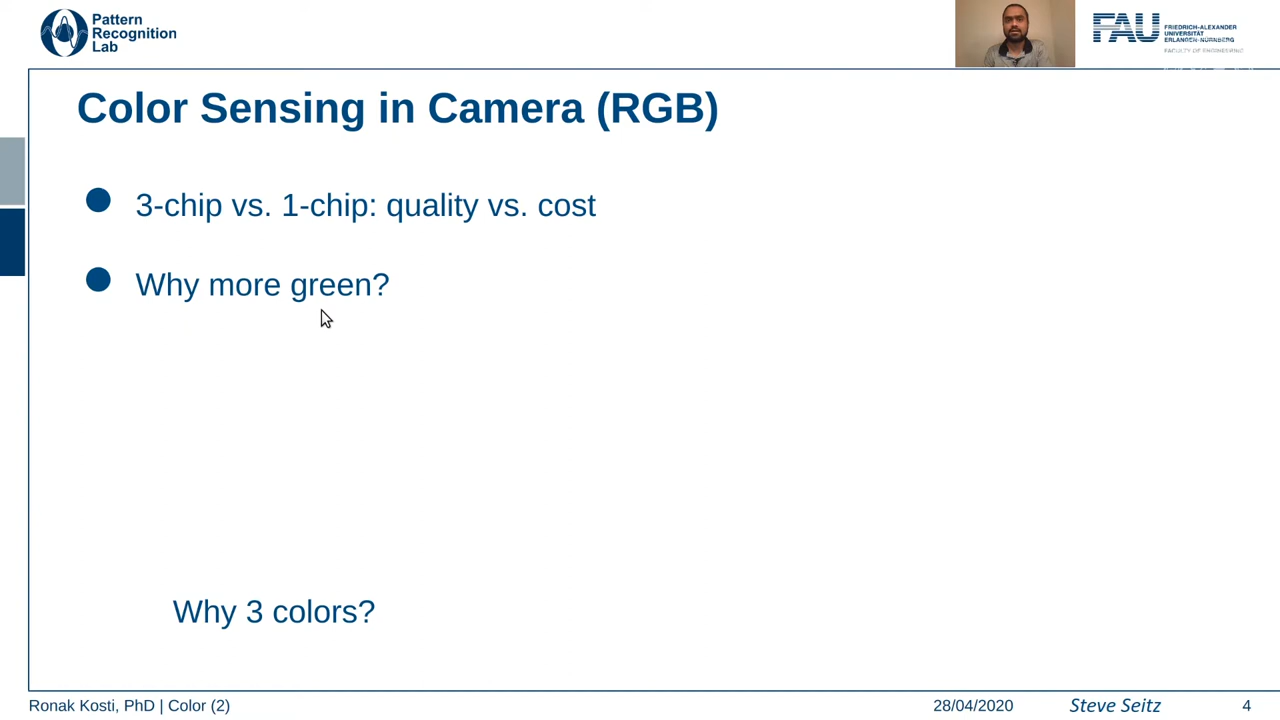 Pattern
Recognition
Lab
FAU
FRIEDRICH-ALEXANDER
UNIVERSITÄT
ERLANGEN-NÜRNBERG
FACULTY OF ENGINEERING
Color Sensing in Camera (RGB)
3-chip vs. 1-chip: quality vs. cost
Why more green?
Why 3 colors?
Ronak Kosti, PhD | Color (2)
28/04/2020
Steve Seitz
4